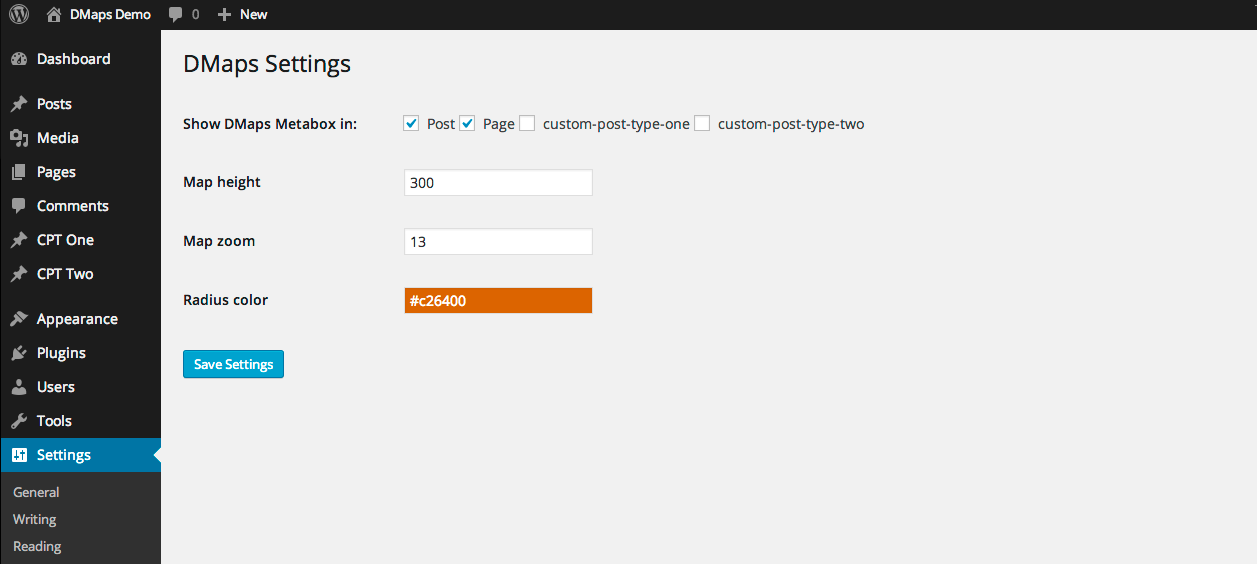 DMaps Demo 0 New
Dashboard
Posts
Media
Pages
Comments
CPT One
CPT Two
Appearance
Plugins
Users
Tools
Settings
General
Writing
Reading
DMaps Settings
Show DMaps Metabox in: Post Page custom-post-type-one custom-post-type-two
Map height 300
Map zoom 13
Radius color #c26400
Save Settings